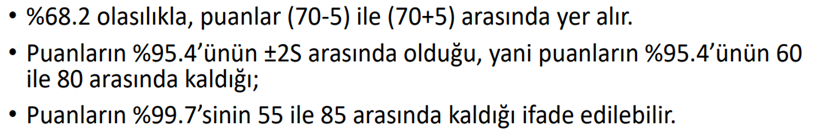 • %68.2 olasılıkla, puanlar (70-5) ile (70+5) arasında yer alır.
• Puanların %95.4’ünün ±2S arasında olduğu, yani puanların %95.4’ünün 60
ile 80 arasında kaldığı;
• Puanların %99.7’sinin 55 ile 85 arasında kaldığı ifade edilebilir.